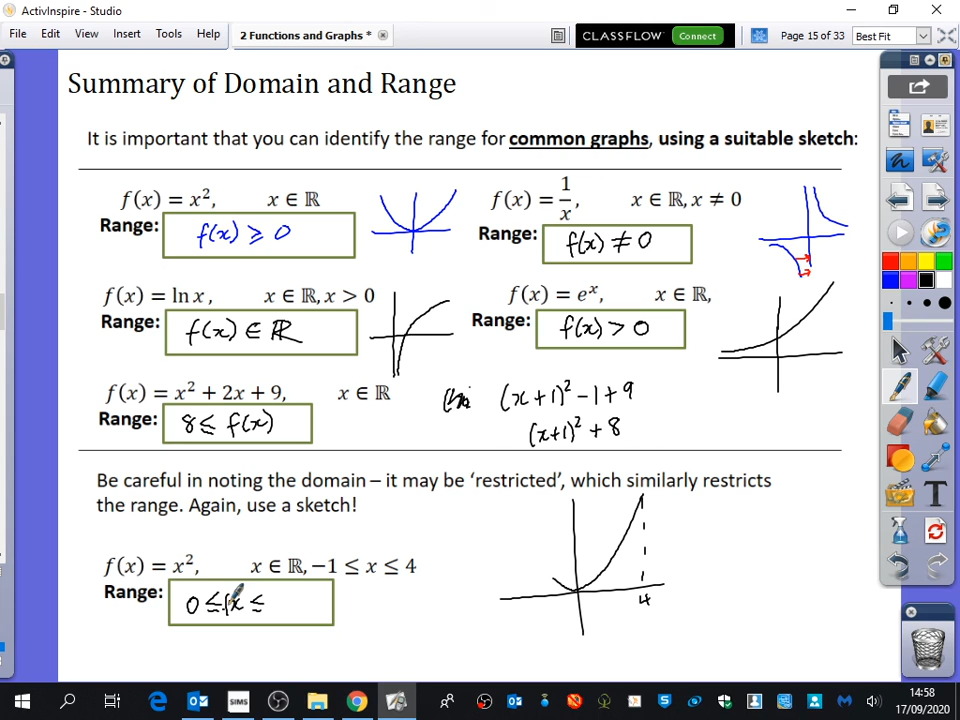 ActivInspire - Studio
File Edit View Insert Tools Help 2 Functions and Graphs * CLASSFLOW Connect Page 15 of 33 Best Fit
Summary of Domain and Range
It is important that you can identify the range for common graphs, using a suitable sketch:
f(x) = x², x ∈ ℝ
Range: f(x) ⩾ 0
f(x) = 1/x, x ∈ ℝ, x ≠ 0
Range: f(x) ≠ 0
f(x) = ln x, x ∈ ℝ, x > 0
Range: f(x) ∈ ℝ
f(x) = eˣ, x ∈ ℝ,
Range: f(x) > 0
f(x) = x² + 2x + 9, x ∈ ℝ
Range: 8 ≤ f(x)
(x+1)² − 1 + 9
(x+1)² + 8
Be careful in noting the domain – it may be ‘restricted’, which similarly restricts
the range. Again, use a sketch!
f(x) = x², x ∈ ℝ, −1 ≤ x ≤ 4
Range: 0 ≤ f(x ≤
4
SIMS
14:58
17/09/2020